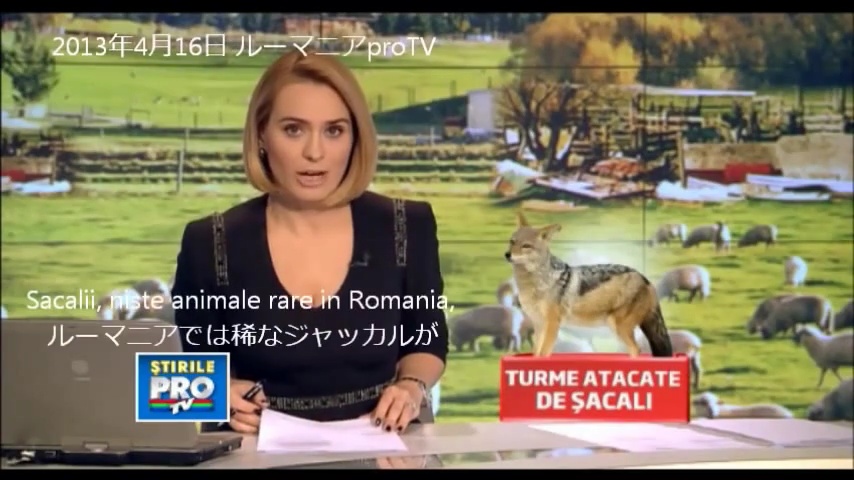 2013年4月16日 ルーマニアproTV
Sacalii, niste animale rare in Romania,
ルーマニアでは稀なジャッカルが
ȘTIRILE
PRO
TV
TURME ATACATE
DE ȘACALI